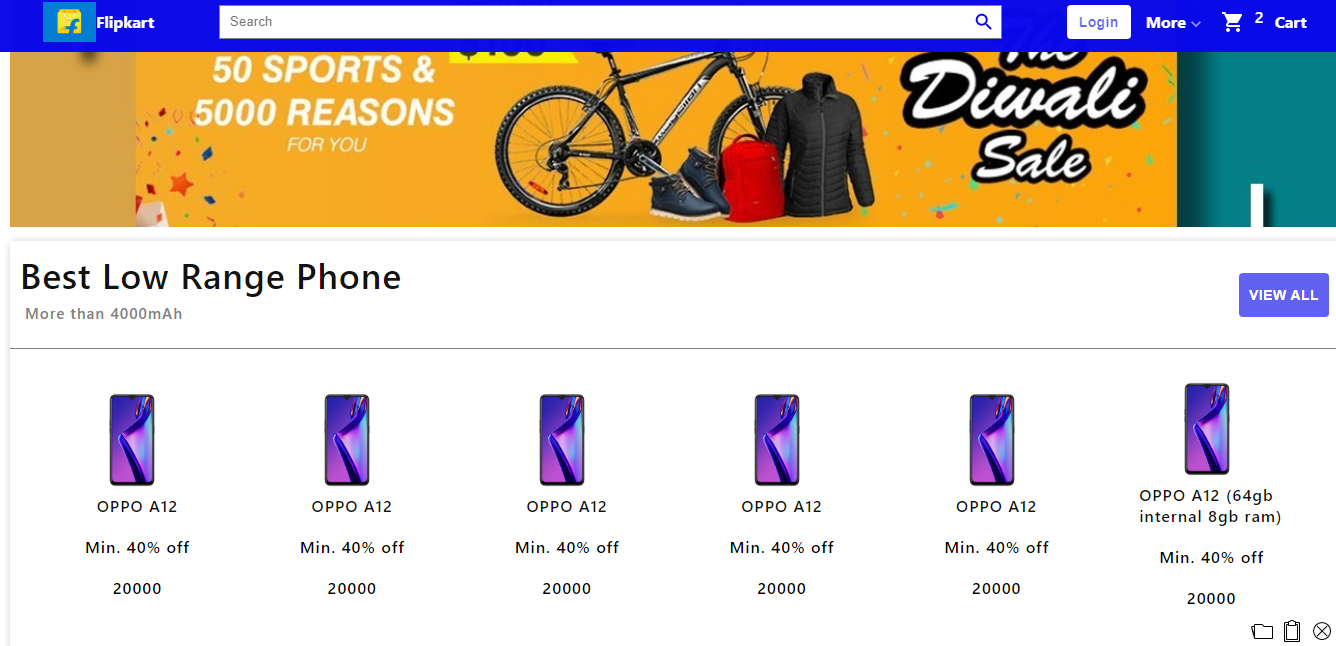 Flipkart
Search
Login
More
2
Cart
50 SPORTS &
5000 REASONS
FOR YOU
The
Diwali
Sale
Best Low Range Phone
More than 4000mAh
VIEW ALL
OPPO A12
OPPO A12
OPPO A12
OPPO A12
OPPO A12
OPPO A12 (64gb
internal 8gb ram)
Min. 40% off
Min. 40% off
Min. 40% off
Min. 40% off
Min. 40% off
Min. 40% off
20000
20000
20000
20000
20000
20000